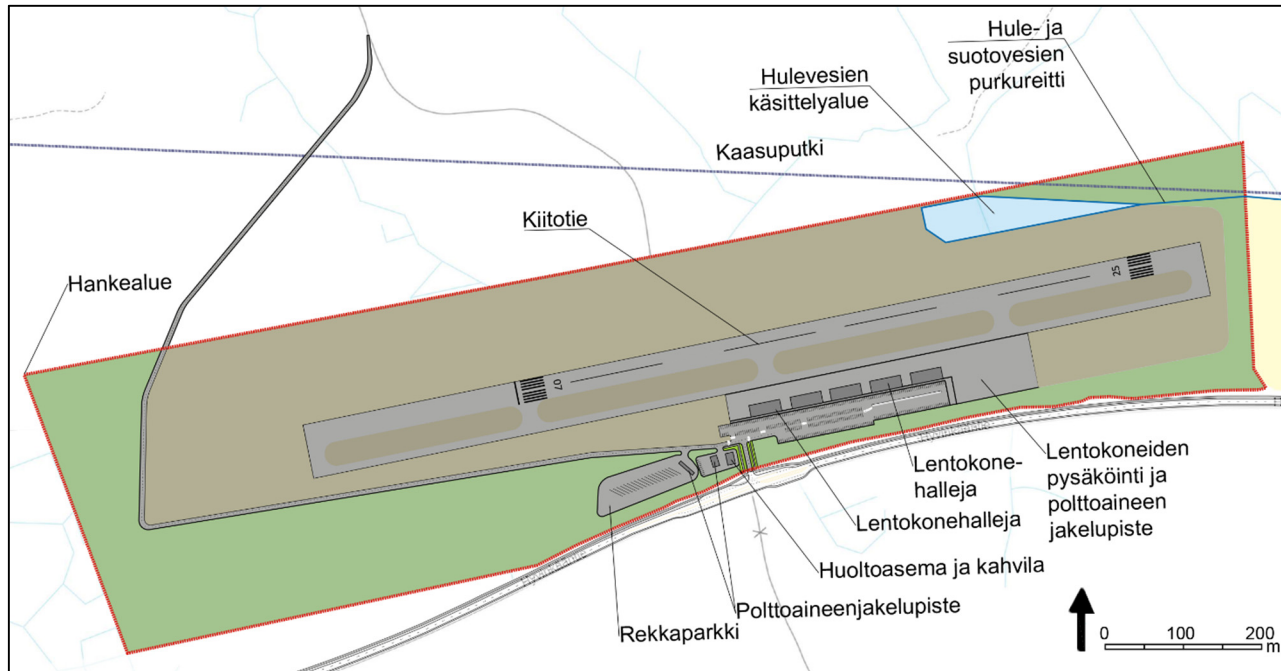 Hule- ja
suotovesien
purkureitti
Hulevesien
käsittelyalue
Kaasuputki
Kiitotie
Hankealue
25
07
Lentokone-
halleja
Lentokoneiden
pysäköinti ja
polttoaineen
jakelupiste
Lentokonehalleja
Huoltoasema ja kahvila
Polttoaineenjakelupiste
Rekkaparkki
0 100 200
m